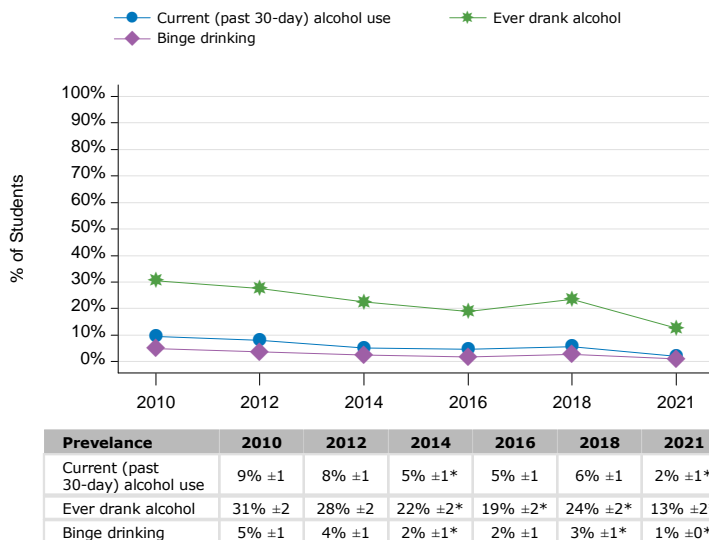 Current (past 30-day) alcohol use
Ever drank alcohol
Binge drinking
100%
90%
80%
70%
60%
50%
40%
30%
20%
10%
0%
% of Students
2010 2012 2014 2016 2018 2021
Prevelance 2010 2012 2014 2016 2018 2021
Current (past
30-day) alcohol use 9% ±1 8% ±1 5% ±1* 5% ±1 6% ±1 2% ±1*
Ever drank alcohol 31% ±2 28% ±2 22% ±2* 19% ±2* 24% ±2* 13% ±2
Binge drinking 5% ±1 4% ±1 2% ±1* 2% ±1 3% ±1* 1% ±0*